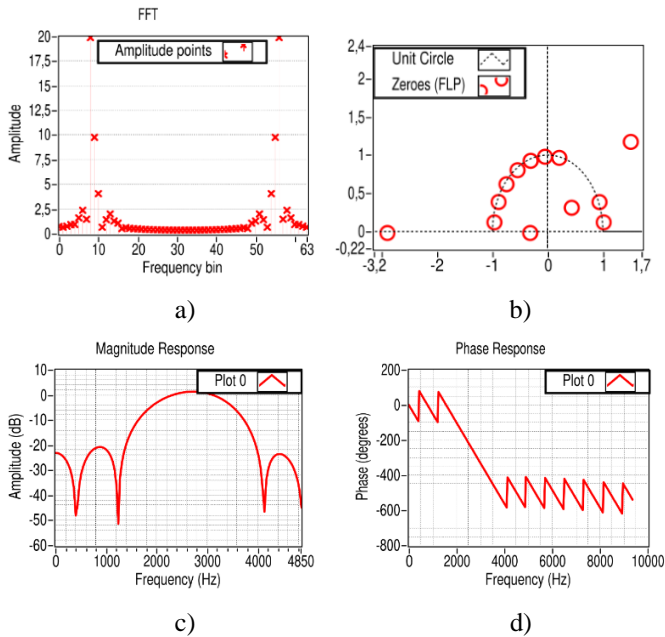 FFT
Amplitude points
20
17,5
15
12,5
10
7,5
5
2,5
0
Amplitude
0 10 20 30 40 50 63
Frequency bin
a)
Unit Circle
Zeroes (FLP)
2,4
2
1,5
1
0,5
0
-0,22
-3,2 -2 -1 0 1 1,7
b)
Magnitude Response
Plot 0
10
0
-10
-20
-30
-40
-50
-60
Amplitude (dB)
0 1000 2000 3000 4000 4850
Frequency (Hz)
c)
Phase Response
Plot 0
200
0
-200
-400
-600
-800
Phase (degrees)
0 2000 4000 6000 8000 10000
Frequency (Hz)
d)